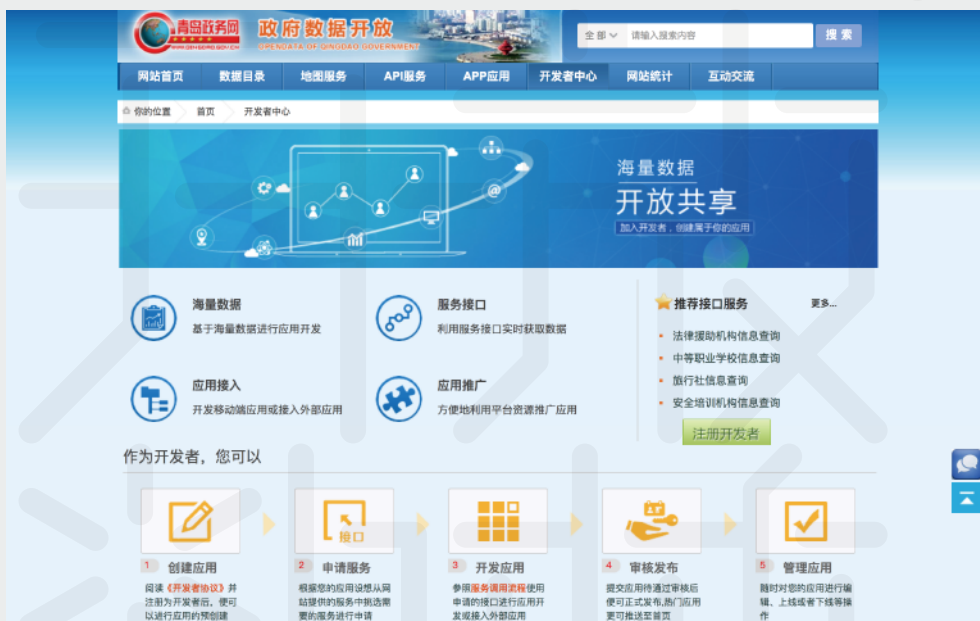 青岛政务网
政府数据开放
OPENDATA OF QINGDAO GOVERNMENT
全部
请输入搜索内容
搜索
网站首页 数据目录 地图服务 API服务 APP应用 开发者中心 网站统计 互动交流
你的位置 首页 开发者中心
海量数据
开放共享
加入开发者，创建属于你的应用
海量数据
基于海量数据进行应用开发
服务接口
利用服务接口实时获取数据
应用接入
开发移动端应用或接入外部应用
应用推广
方便地利用平台资源推广应用
推荐接口服务 更多...
法律援助机构信息查询
中等职业学校信息查询
旅行社信息查询
安全培训机构信息查询
注册开发者
作为开发者，您可以
接口
1 创建应用
阅读《开发者协议》并
注册为开发者后，便可
以进行应用的预创建
2 申请服务
根据您的应用设想从网
站提供的服务中挑选需
要的服务进行申请
3 开发应用
参照服务调用流程使用
申请的接口进行应用开
发或接入外部应用
4 审核发布
提交应用待通过审核后
便可正式发布,热门应用
更可推送至首页
5 管理应用
随时对您的应用进行编
辑、上线或者下线等操
作